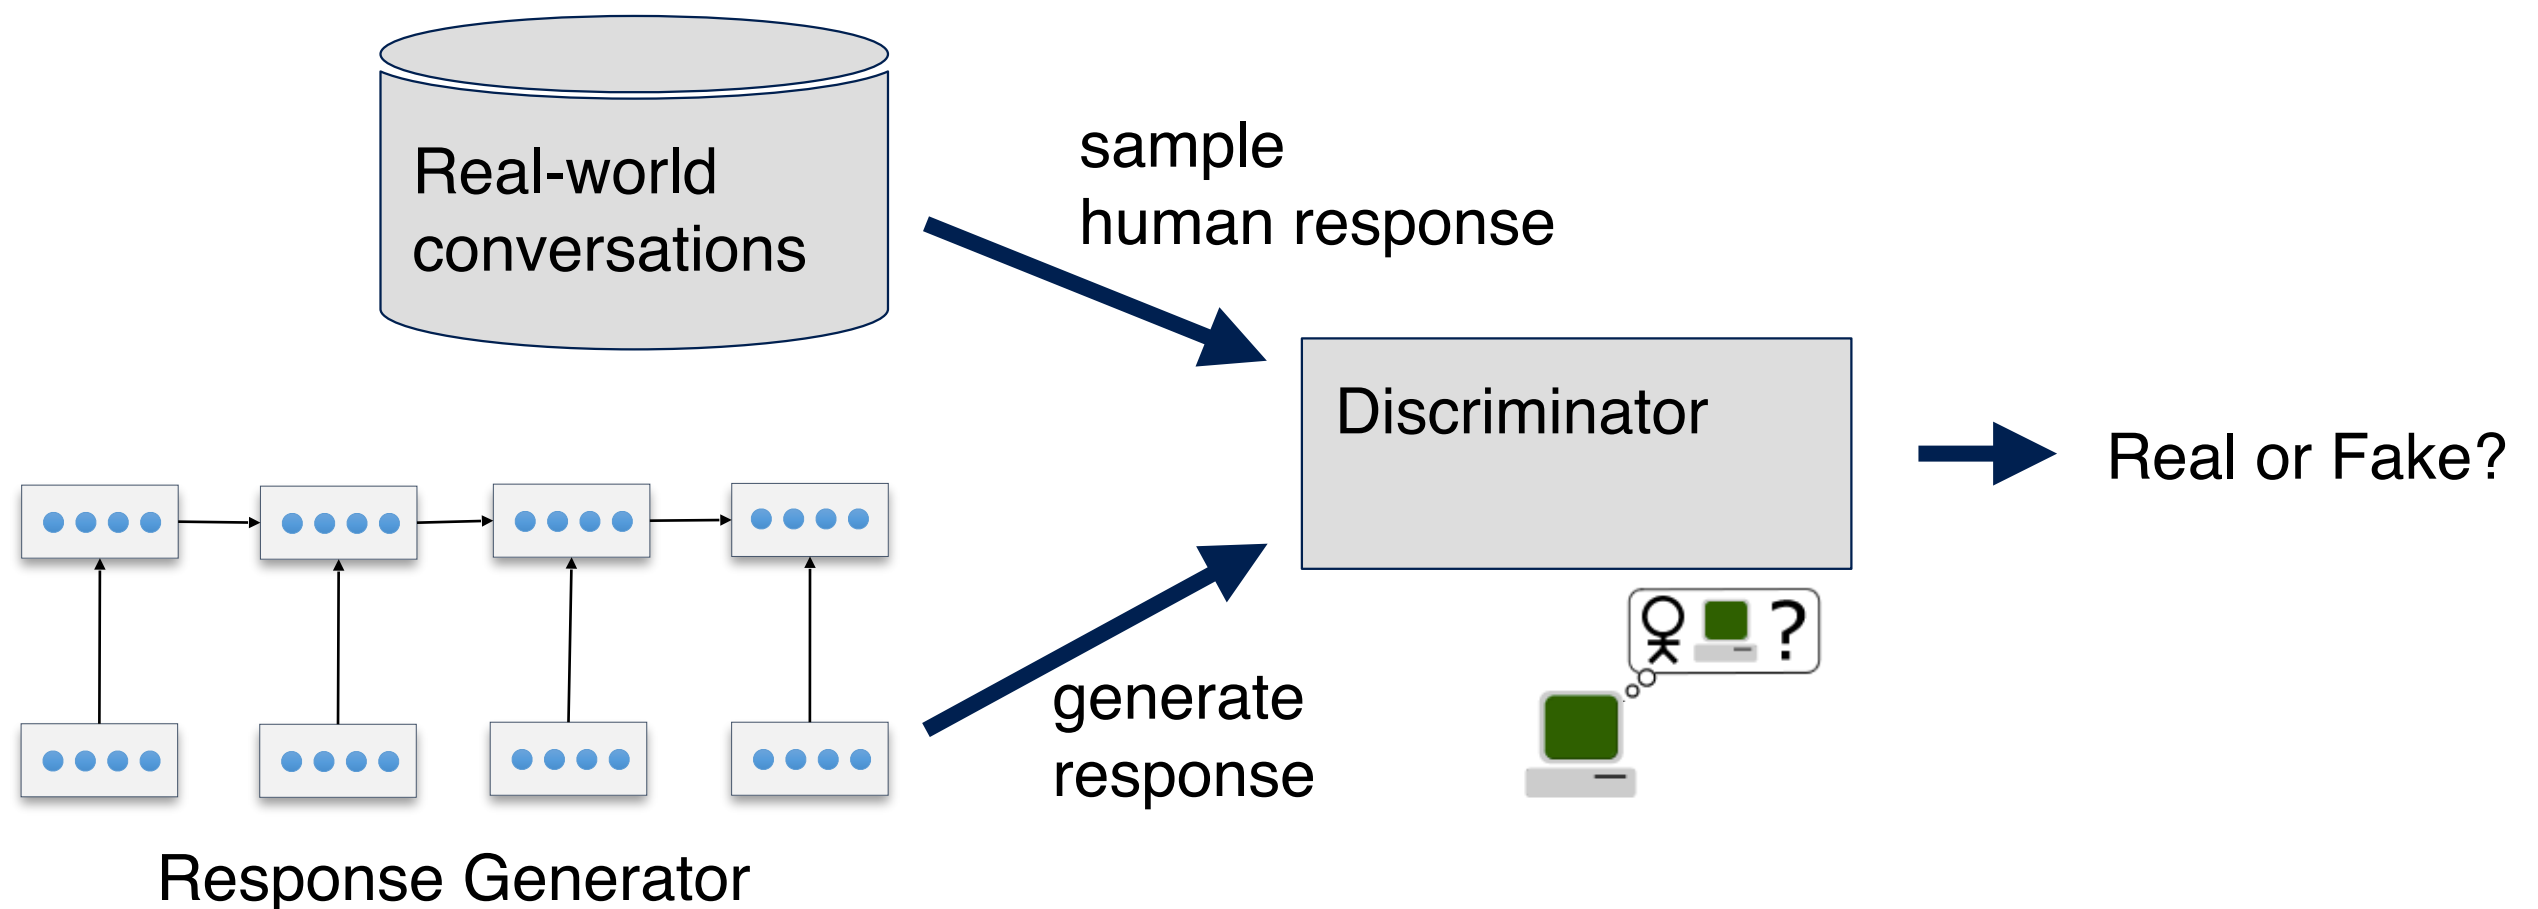 Real-world
conversations
sample
human response
Discriminator
Real or Fake?
?
generate
response
Response Generator